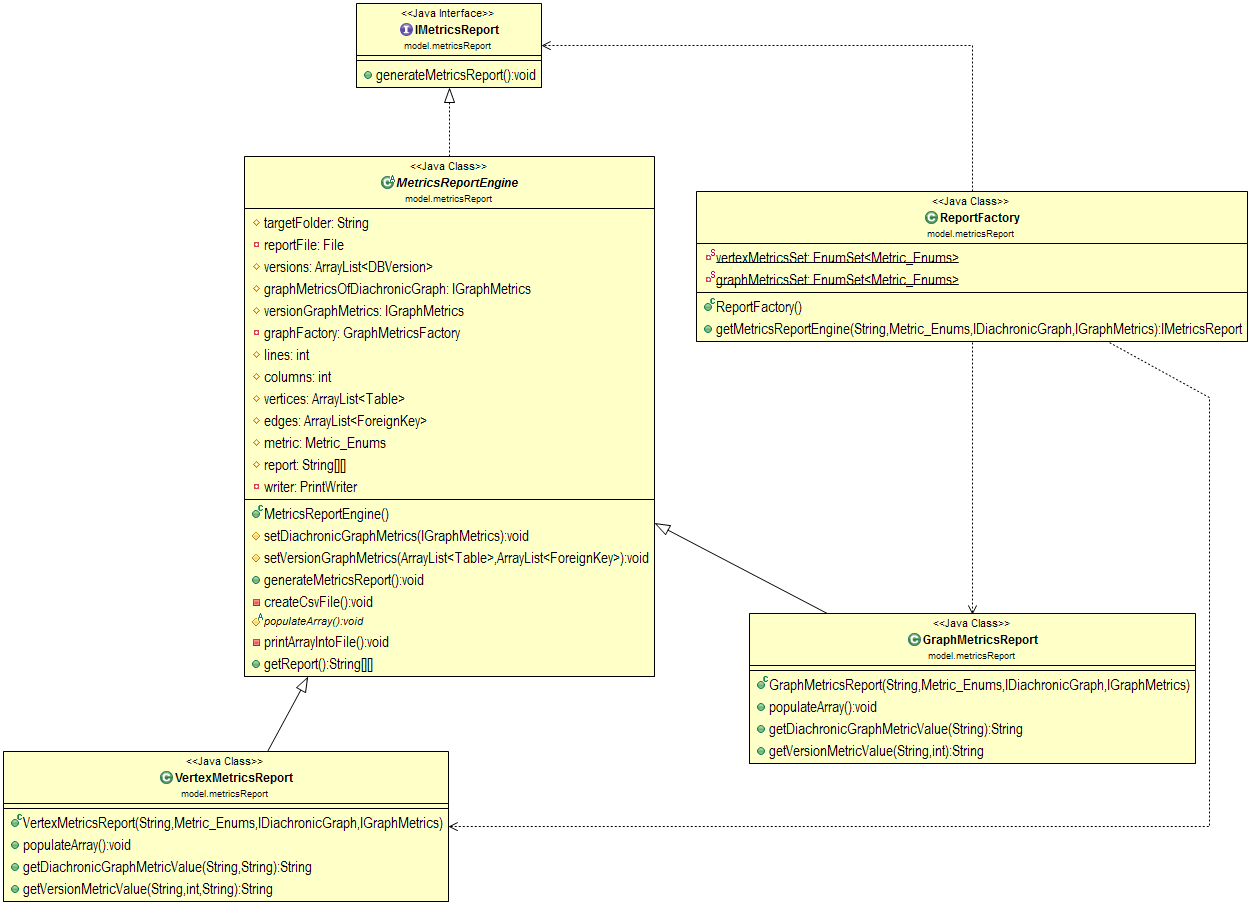 <<Java Interface>>
IMetricsReport
model.metricsReport
generateMetricsReport():void
<<Java Class>>
MetricsReportEngine
model.metricsReport
targetFolder: String
reportFile: File
versions: ArrayList<DBVersion>
graphMetricsOfDiachronicGraph: IGraphMetrics
versionGraphMetrics: IGraphMetrics
graphFactory: GraphMetricsFactory
lines: int
columns: int
vertices: ArrayList<Table>
edges: ArrayList<ForeignKey>
metric: Metric_Enums
report: String[][]
writer: PrintWriter
MetricsReportEngine()
setDiachronicGraphMetrics(IGraphMetrics):void
setVersionGraphMetrics(ArrayList<Table>,ArrayList<ForeignKey>):void
generateMetricsReport():void
createCsvFile():void
populateArray():void
printArrayIntoFile():void
getReport():String[][]
<<Java Class>>
ReportFactory
model.metricsReport
vertexMetricsSet: EnumSet<Metric_Enums>
graphMetricsSet: EnumSet<Metric_Enums>
ReportFactory()
getMetricsReportEngine(String,Metric_Enums,IDiachronicGraph,IGraphMetrics):IMetricsReport
<<Java Class>>
GraphMetricsReport
model.metricsReport
GraphMetricsReport(String,Metric_Enums,IDiachronicGraph,IGraphMetrics)
populateArray():void
getDiachronicGraphMetricValue(String):String
getVersionMetricValue(String,int):String
<<Java Class>>
VertexMetricsReport
model.metricsReport
VertexMetricsReport(String,Metric_Enums,IDiachronicGraph,IGraphMetrics)
populateArray():void
getDiachronicGraphMetricValue(String,String):String
getVersionMetricValue(String,int,String):String